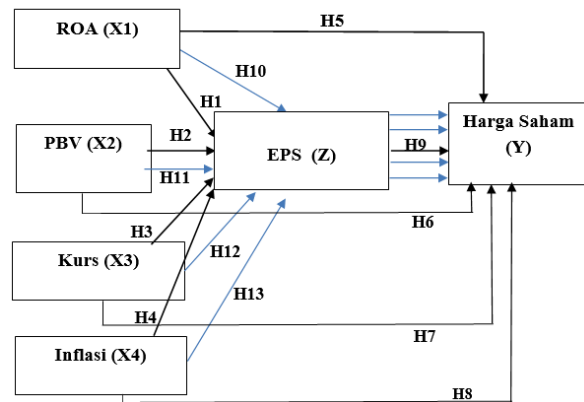 ROA (X1)
H5
H10
H1
PBV (X2)
H2
H11
EPS (Z)
H9
Harga Saham
(Y)
H3
H6
Kurs (X3)
H12
H13
H4
H7
Inflasi (X4)
H8